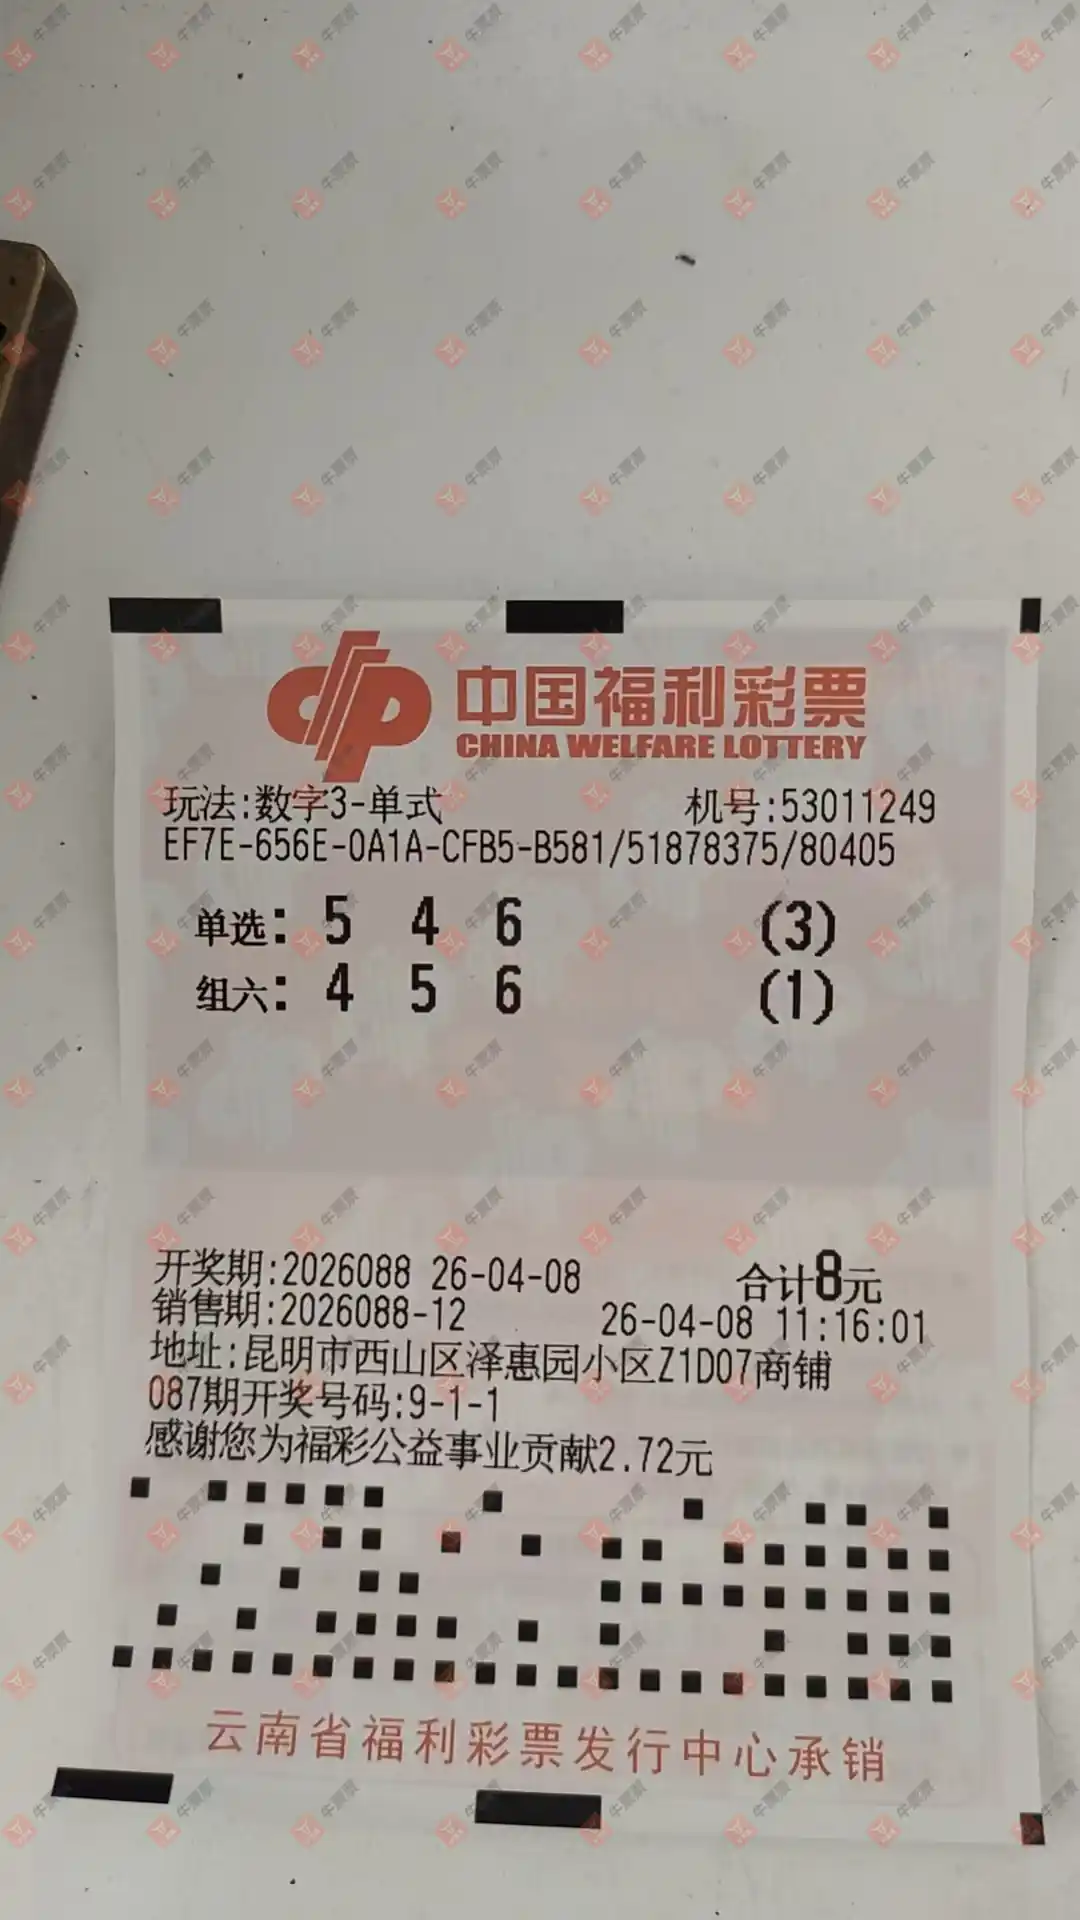 中国福利彩票
CHINA WELFARE LOTTERY
玩法:数字3-单式 机号:53011249
EF7E-656E-0A1A-CFB5-B581/51878375/80405
单选: 5 4 6 (3)
组六: 4 5 6 (1)
开奖期:2026088 26-04-08 合计8元
销售期:2026088-12 26-04-08 11:16:01
地址:昆明市西山区泽惠园小区Z1D07商铺
087期开奖号码:9-1-1
感谢您为福彩公益事业贡献2.72元
云南省福利彩票发行中心承销
牛票票